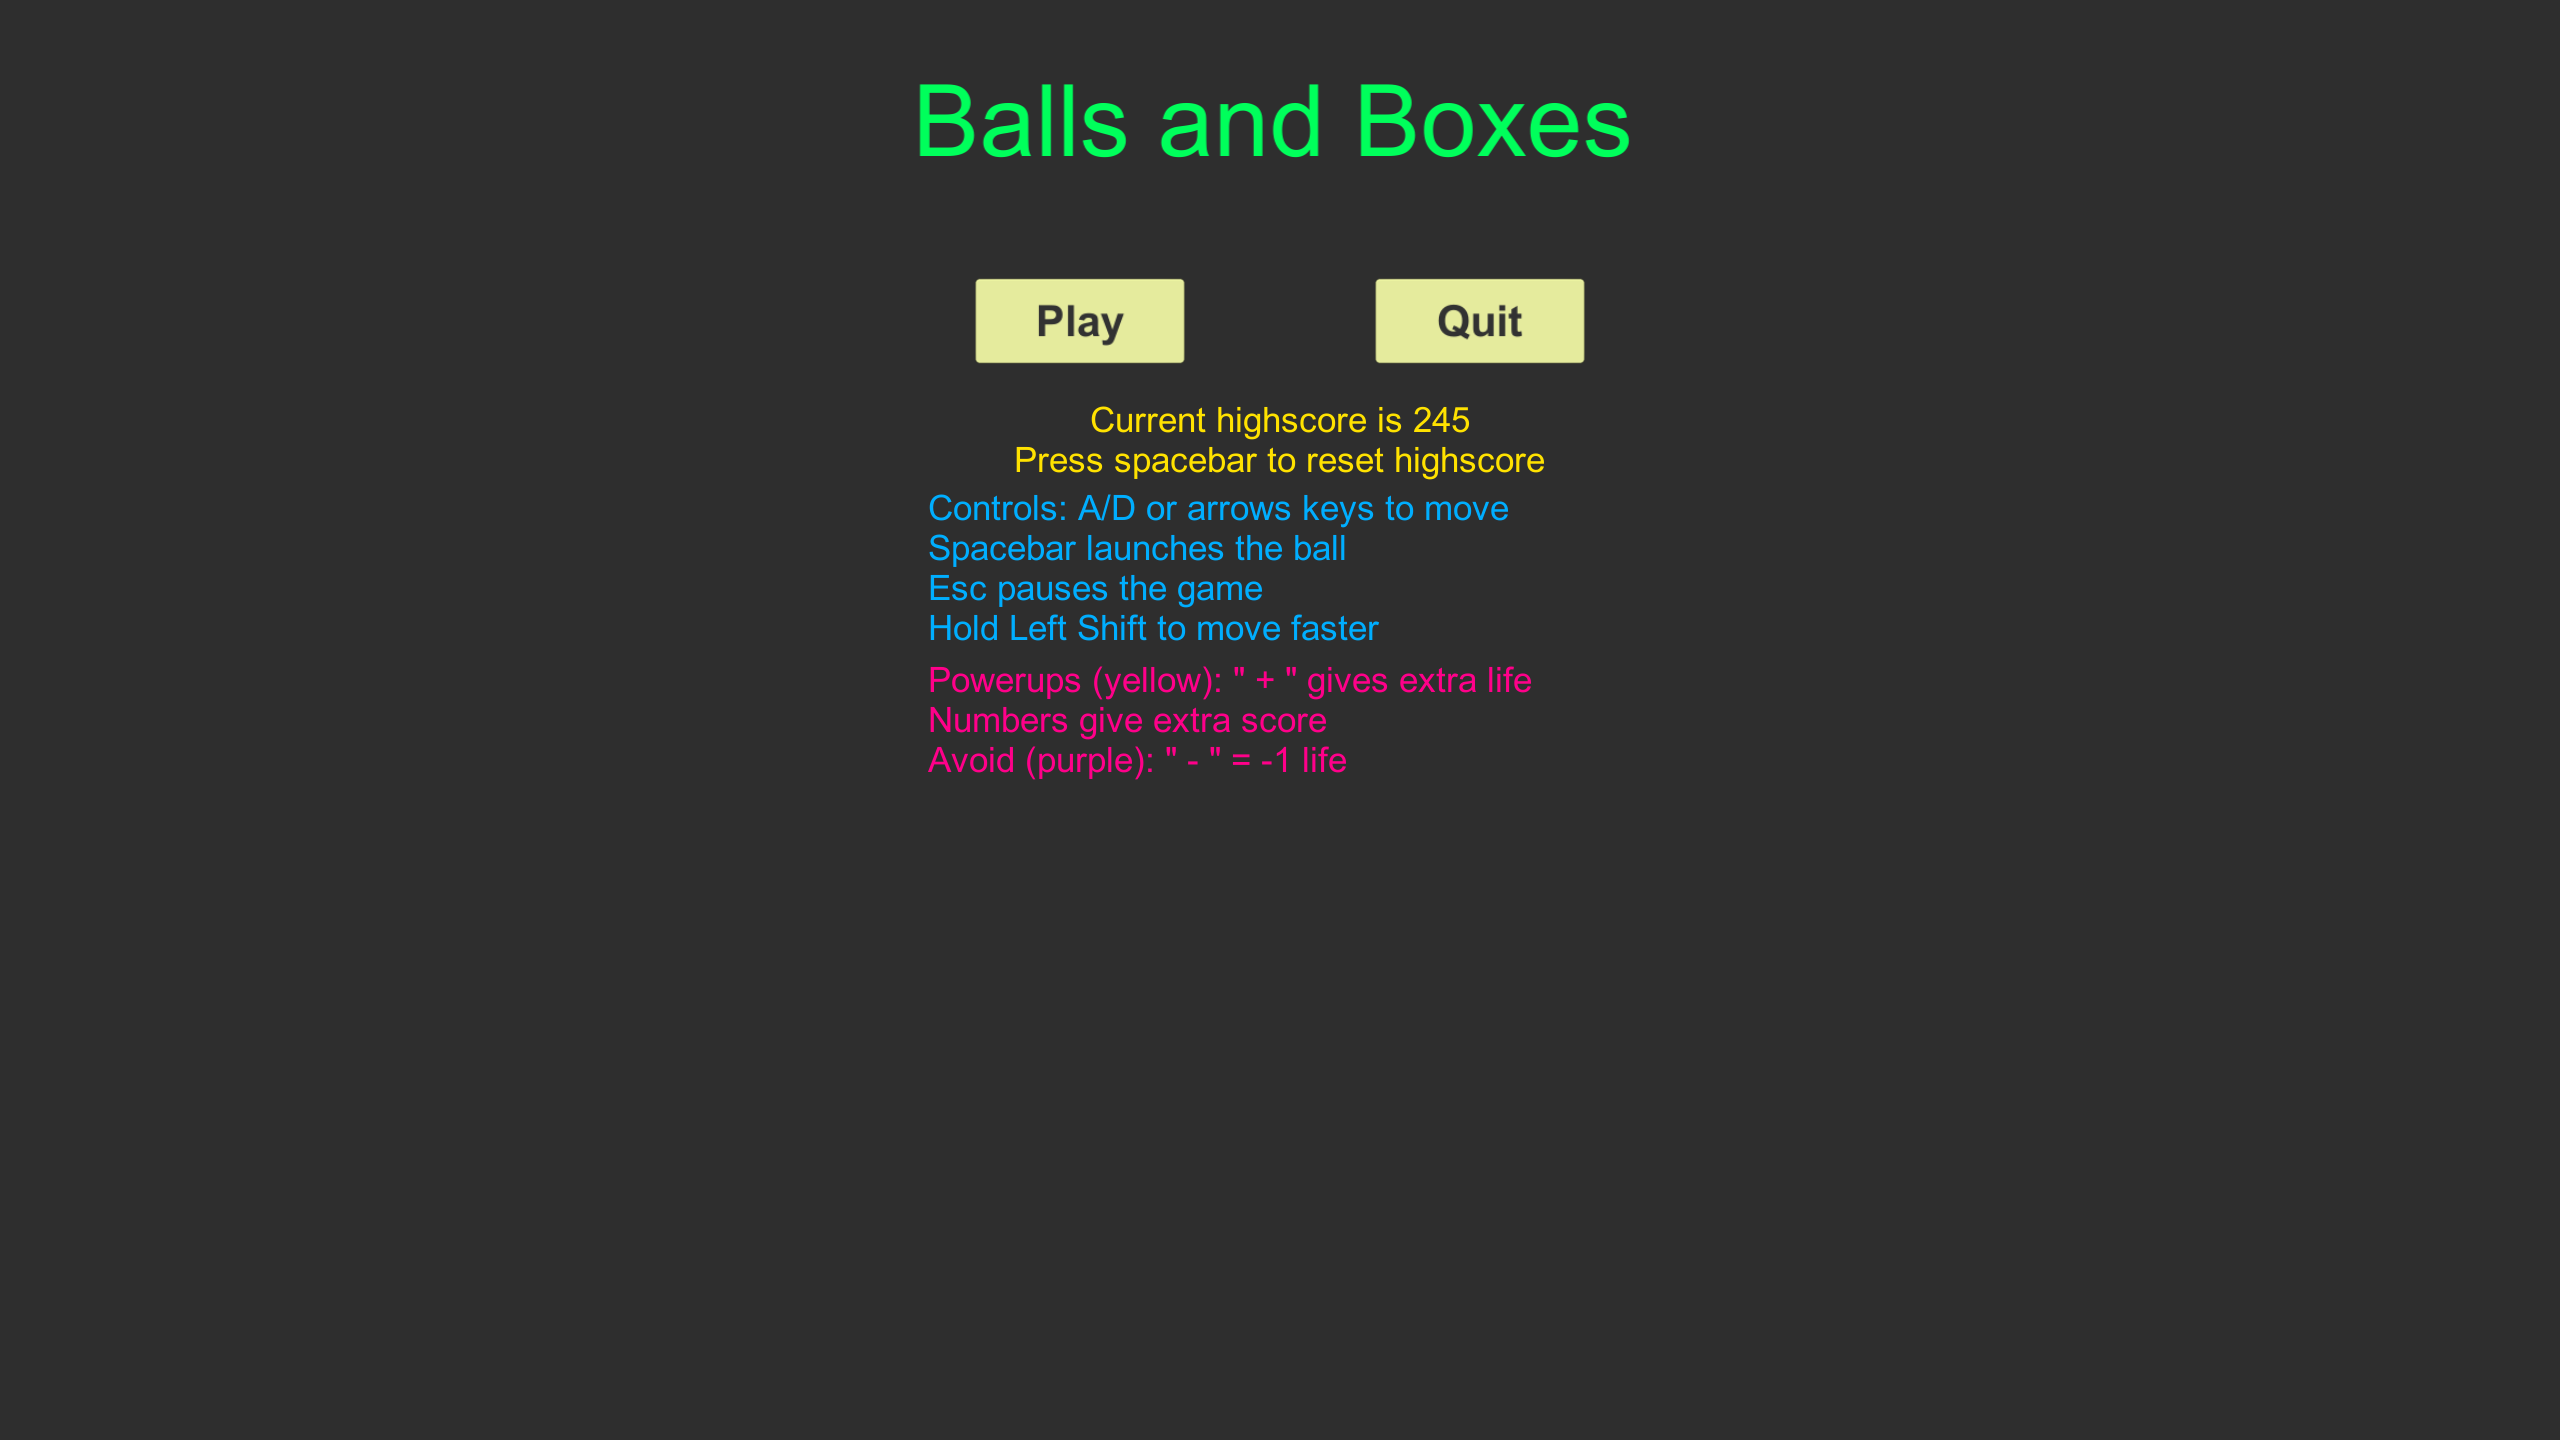 Balls and Boxes
Play
Quit
Current highscore is 245
Press spacebar to reset highscore
Controls: A/D or arrows keys to move
Spacebar launches the ball
Esc pauses the game
Hold Left Shift to move faster
Powerups (yellow): " + " gives extra life
Numbers give extra score
Avoid (purple): " - " = -1 life